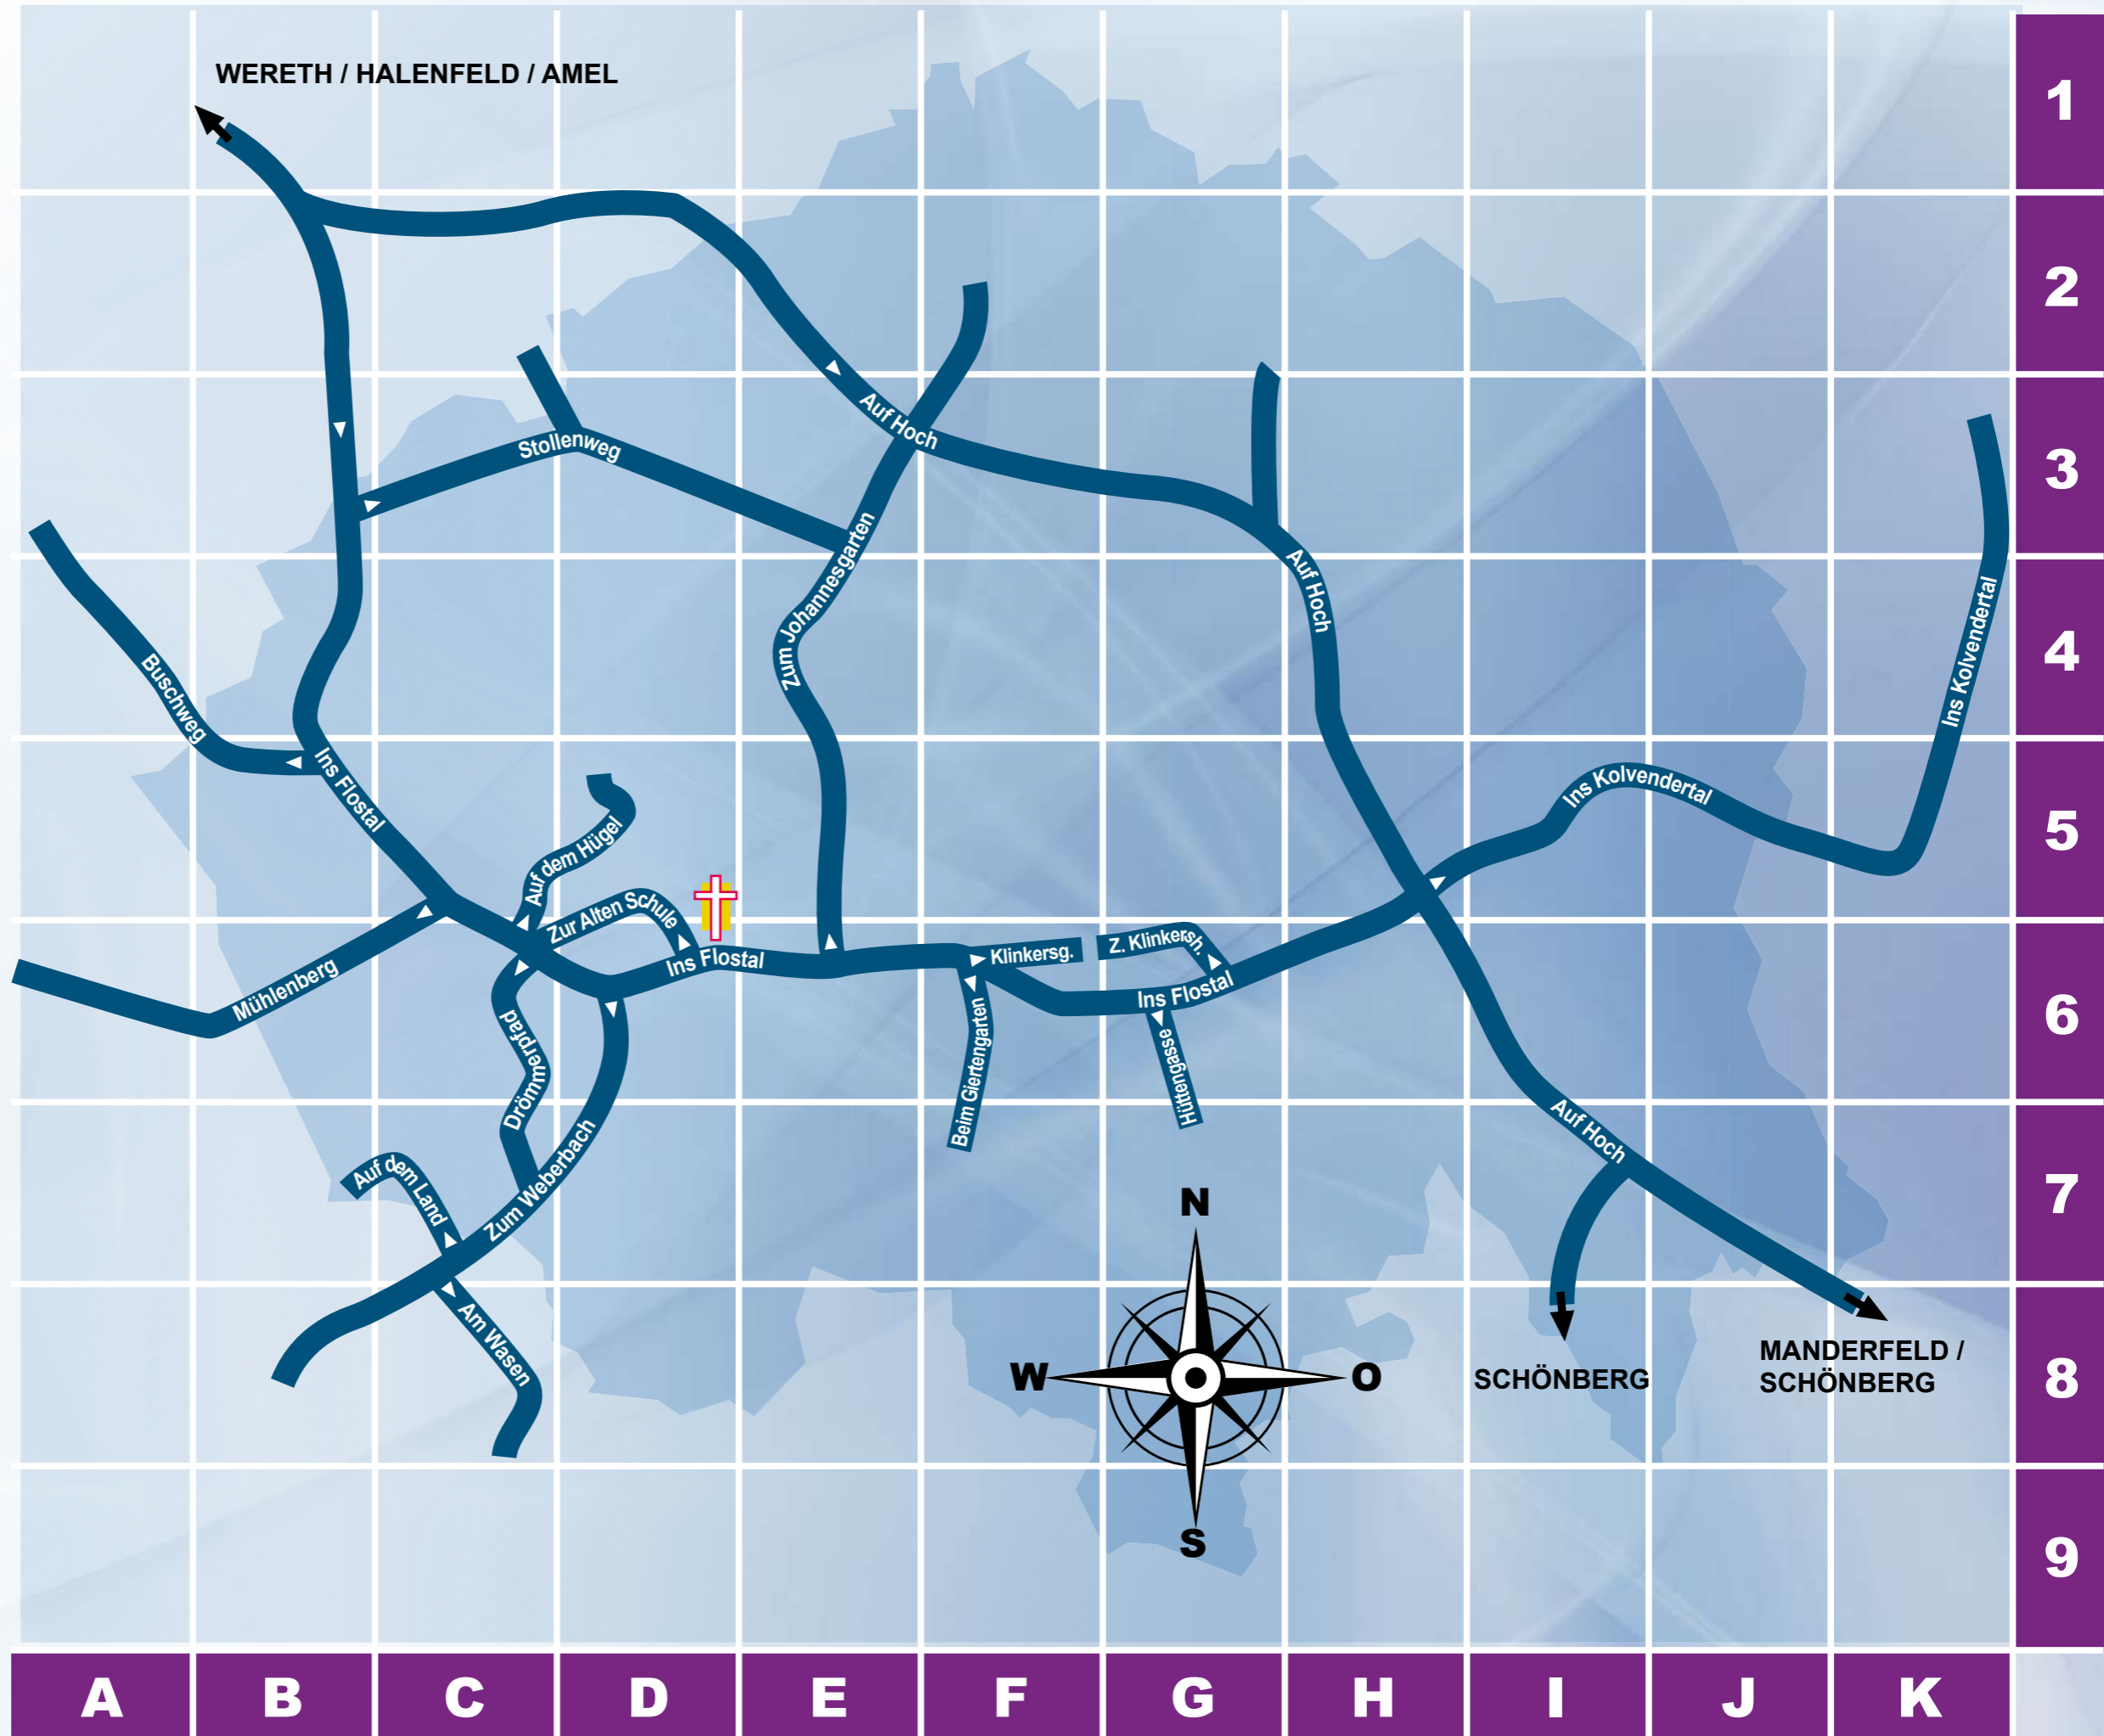 WERETH / HALENFELD / AMEL
1
2
Auf Hoch
Stollenweg
3
Zum Johannesgarten
Auf Hoch
Ins Kolvendertal
4
Buschweg
Ins Flostal
Ins Kolvendertal
5
Auf dem Hügel
Zur Alten Schule
Ins Flostal
Klinkersg.
Z. Klinkersh.
Ins Flostal
Mühlenberg
6
Drömmerpfad
Beim Giertengarten
Hüttengasse
Auf Hoch
Zum Weberbach
Auf dem Land
7
N
Am Wasen
W
O
SCHÖNBERG
MANDERFELD /
SCHÖNBERG
8
S
9
A B C D E F G H I J K